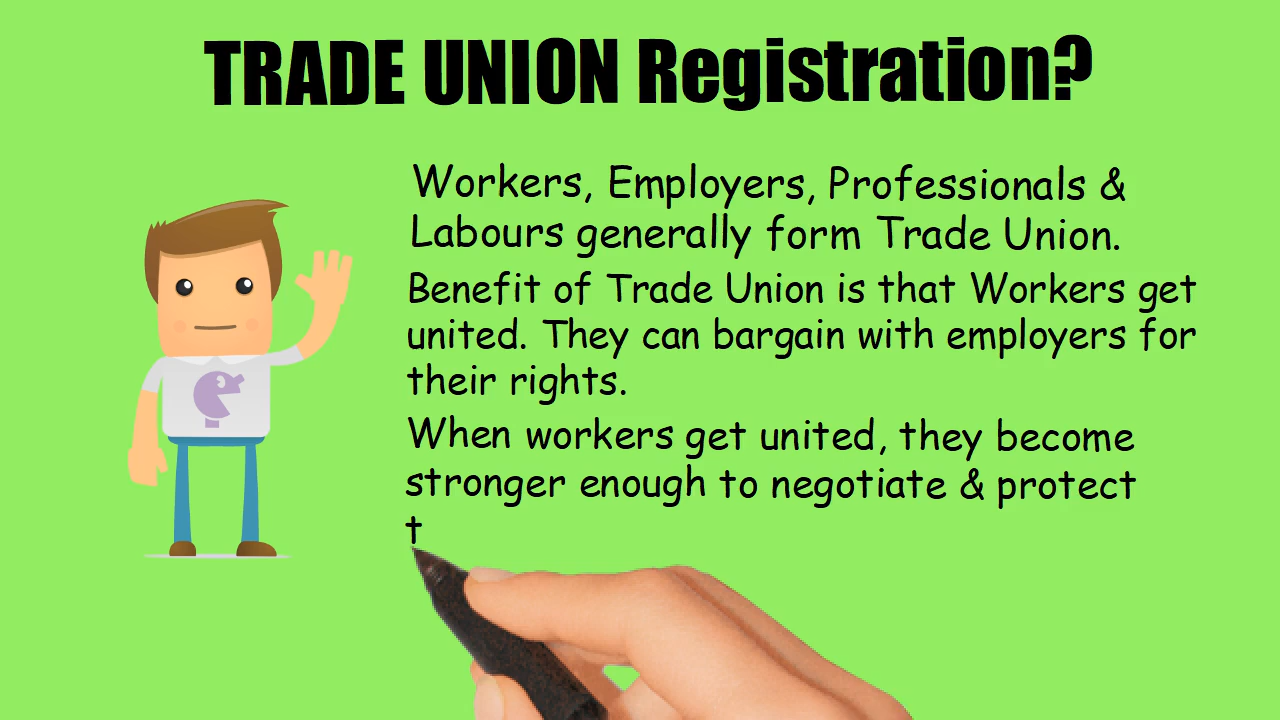 TRADE UNION Registration?
Workers, Employers, Professionals &
Labours generally form Trade Union.
Benefit of Trade Union is that Workers get
united. They can bargain with employers for
their rights.
When workers get united, they become
stronger enough to negotiate & protect
t